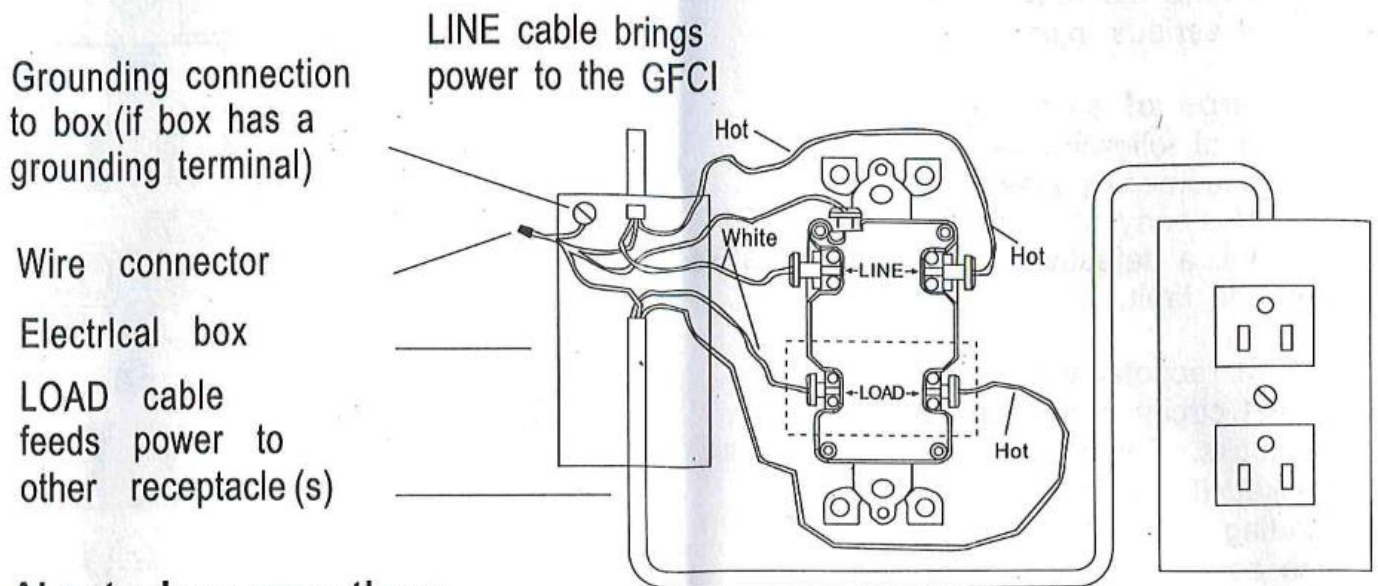 LINE cable brings
power to the GFCI
Grounding connection
to box (if box has a
grounding terminal)
Wire connector
Electrical box
LOAD cable
feeds power to
other receptacle (s)
Hot
White
Hot
←LINE→
←LOAD→
Hot